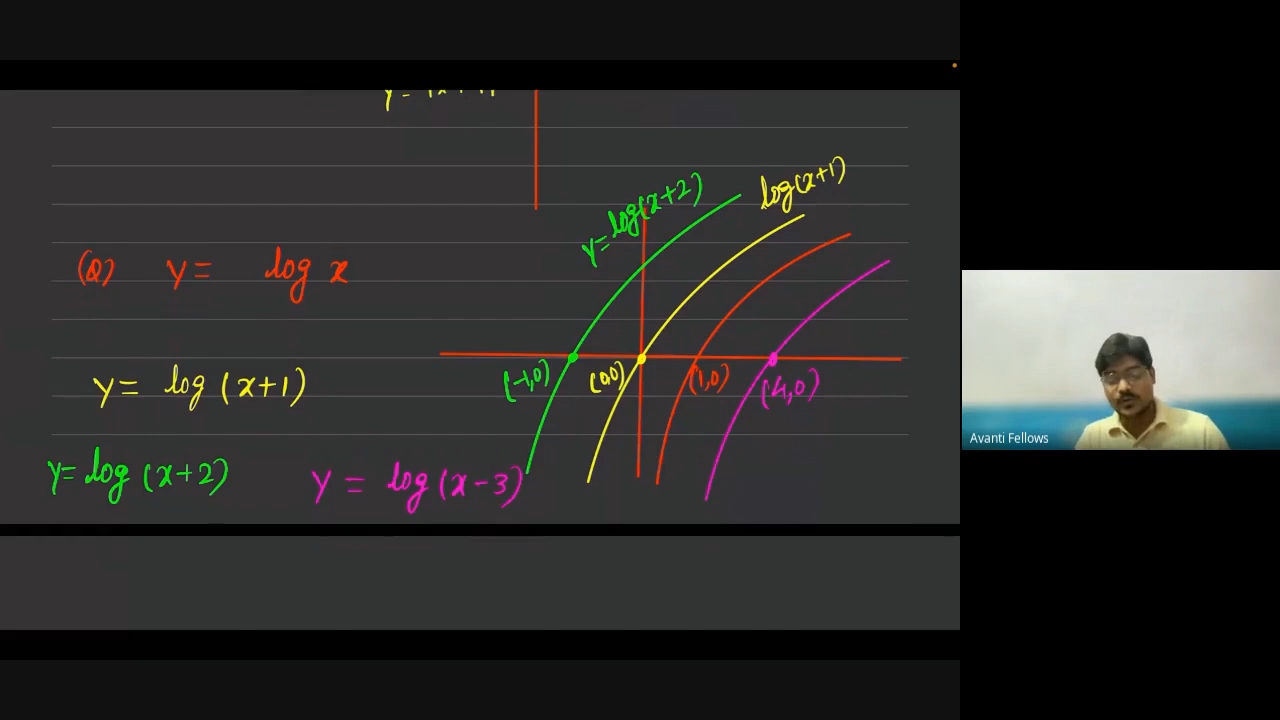 y = log(x+2)
log(x+1)
(Q) y = log x
(-1,0) (0,0) (1,0) (4,0)
y = log (x+1)
y = log (x+2) y = log (x-3)
Avanti Fellows